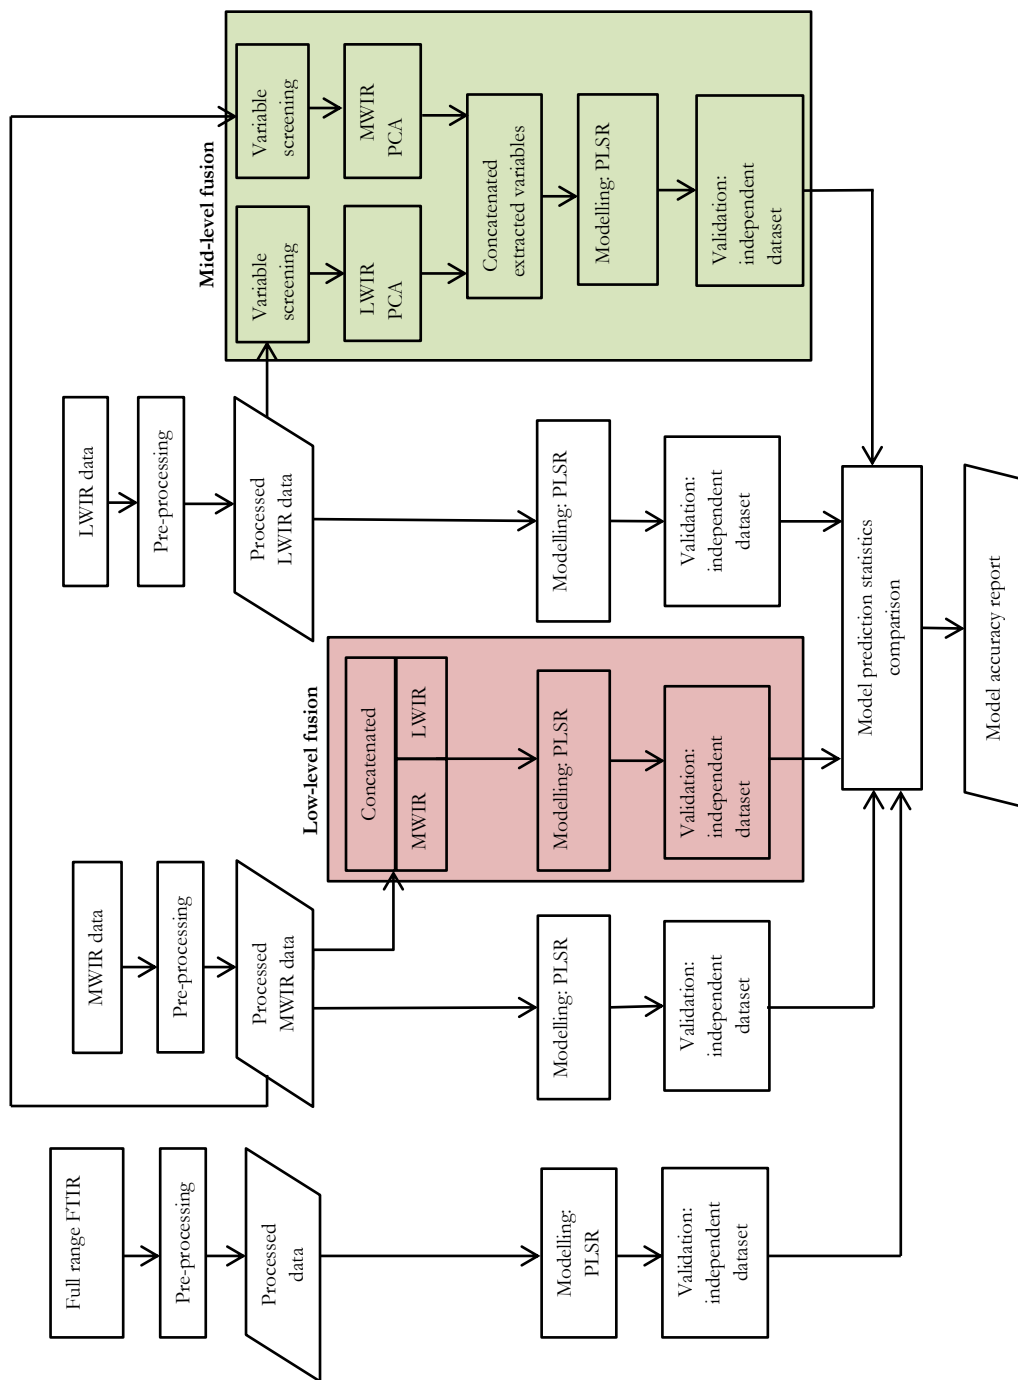 Full range FTIR
Pre-processing
Processed
data
Modelling:
PLSR
Validation:
independent
dataset
MWIR data
Pre-processing
Processed
MWIR data
Modelling: PLSR
Validation:
independent
dataset
Low-level fusion
Concatenated
MWIR
LWIR
Modelling: PLSR
Validation:
independent
dataset
LWIR data
Pre-processing
Processed
LWIR data
Modelling: PLSR
Validation:
independent
dataset
Mid-level fusion
Variable
screening
LWIR
PCA
Variable
screening
MWIR
PCA
Concatenated
extracted variables
Modelling: PLSR
Validation:
independent
dataset
Model prediction statistics
comparison
Model accuracy report